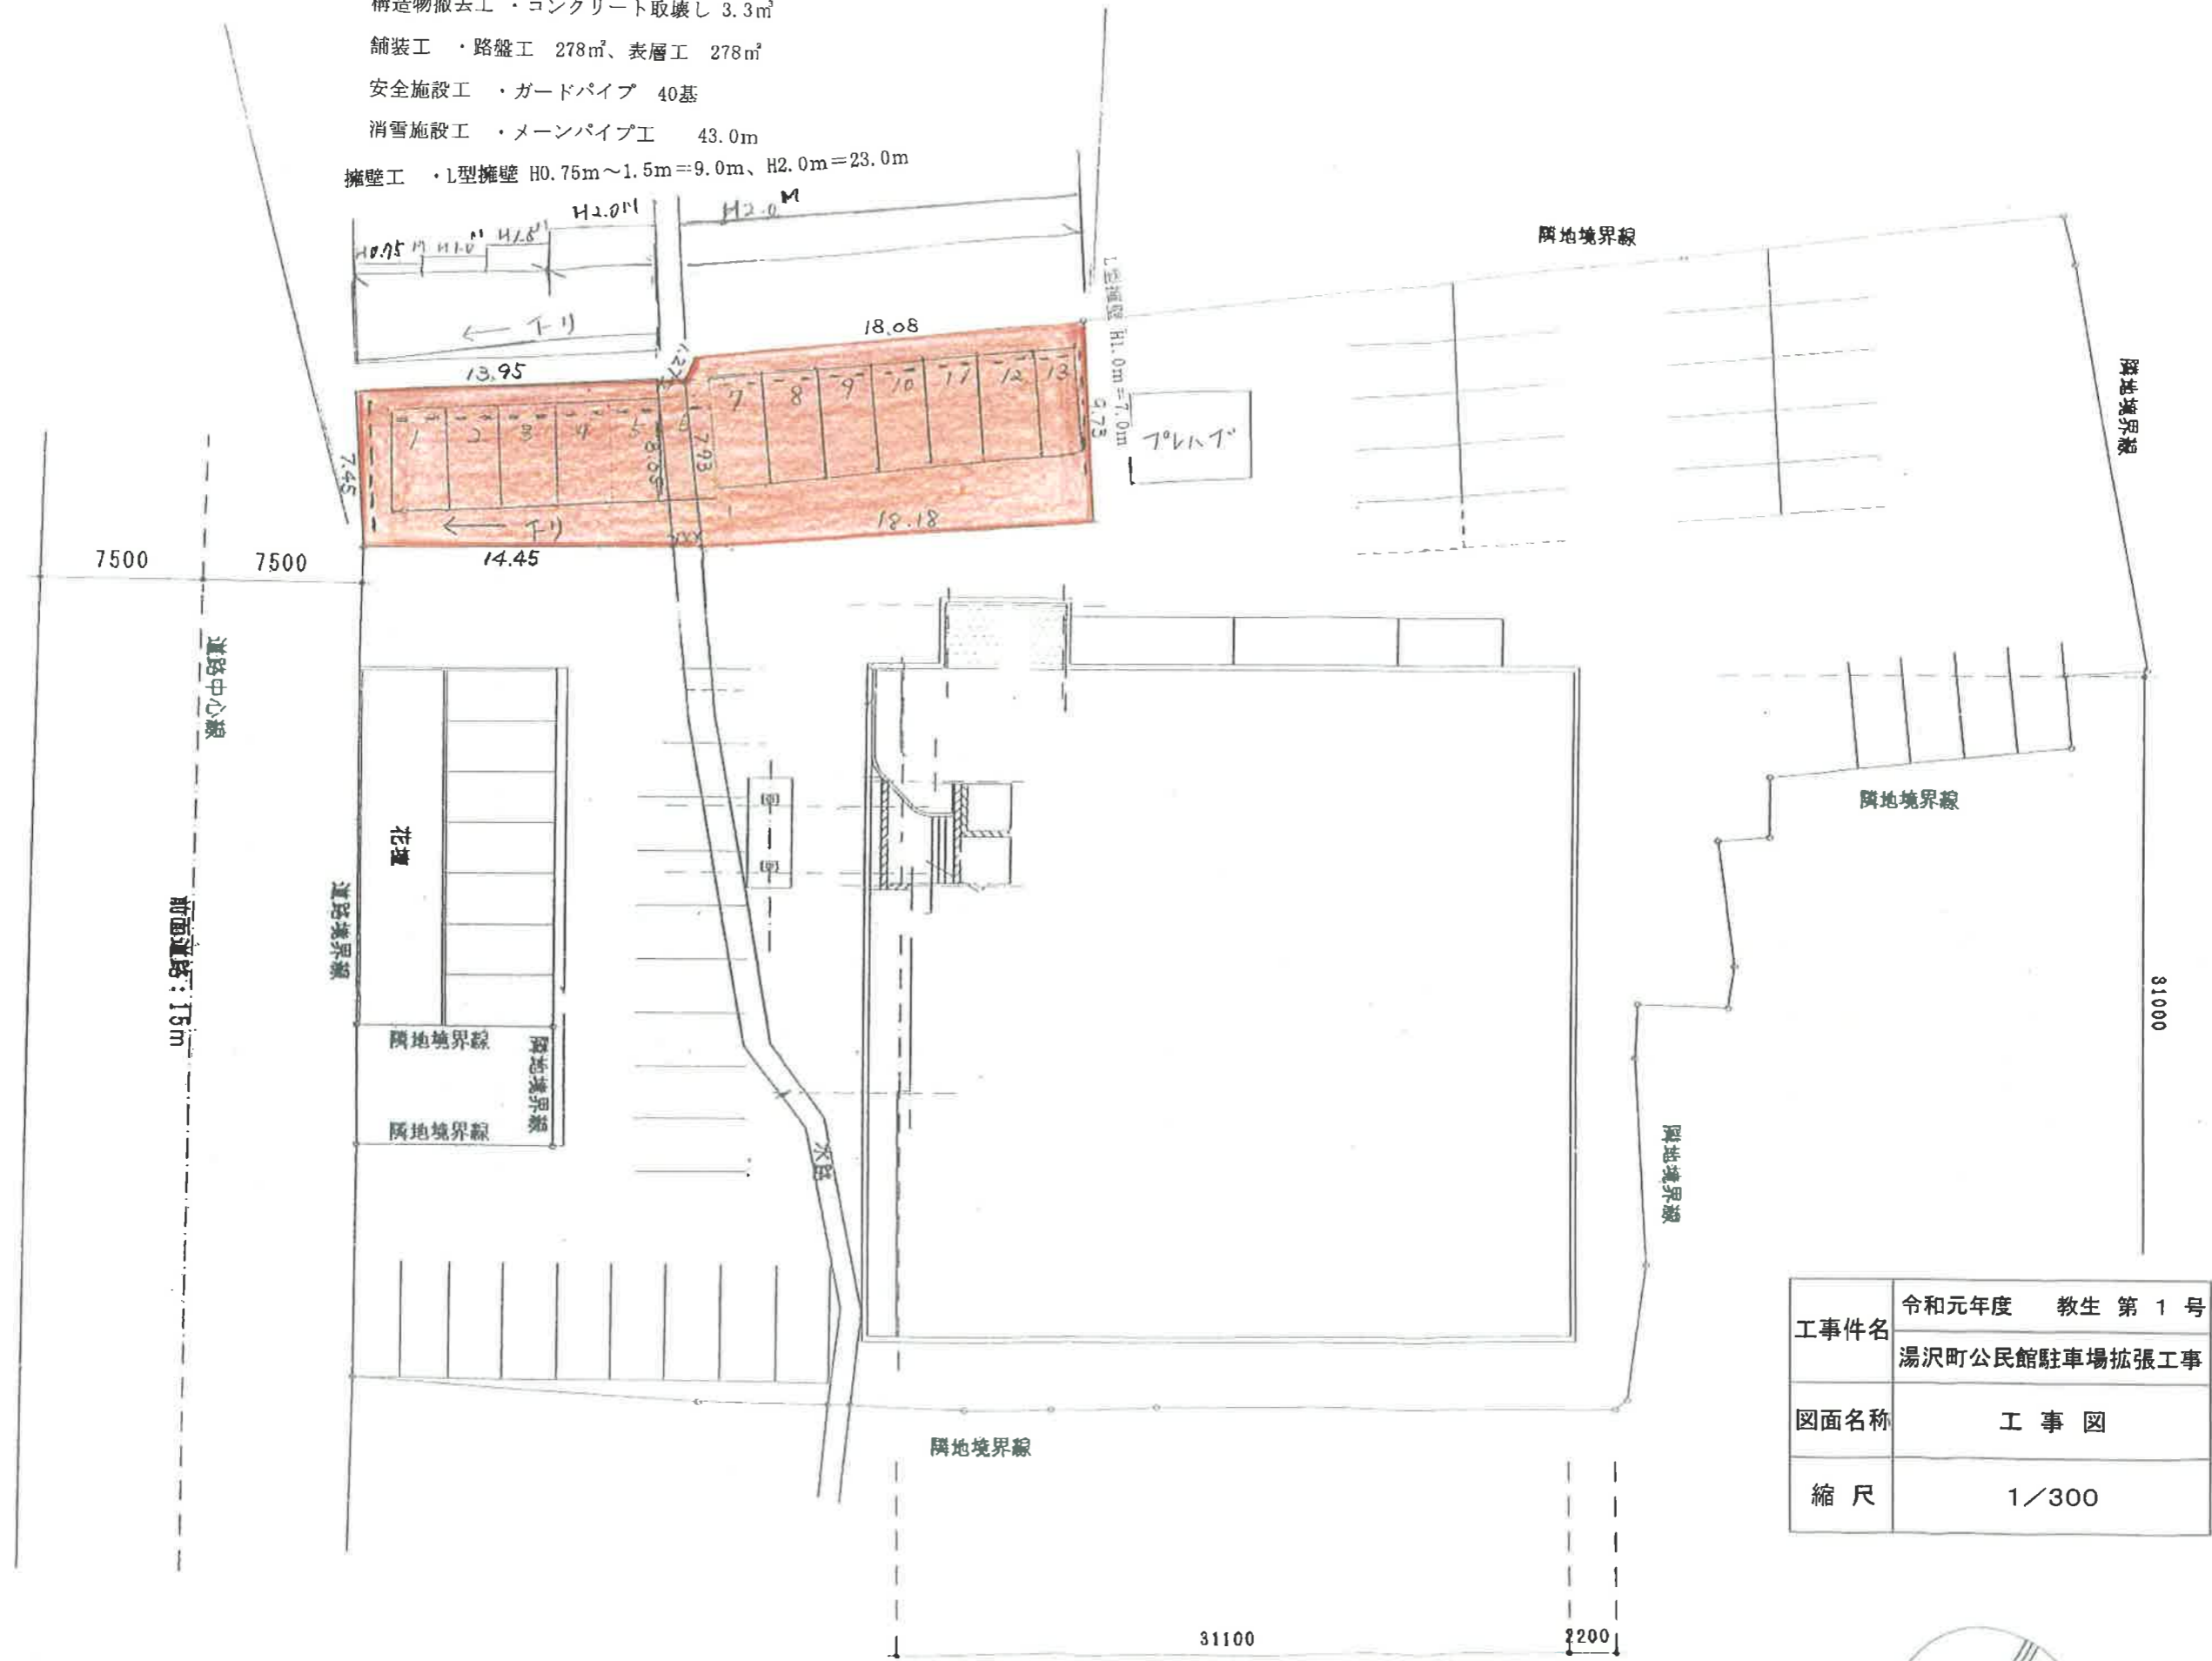 構造物撤去工 ・コンクリート取壊し 3.3㎥
舗装工 ・路盤工 278㎡、表層工 278㎡
安全施設工 ・ガードパイプ 40基
消雪施設工 ・メーンパイプ工 43.0m
擁壁工 ・L型擁壁 H0.75m～1.5m＝9.0m、H2.0m＝23.0m
H0.75M
H1.0M
H1.5M
H2.0M
H2.0M
← 下り
13.95
1.27
18.08
L型擁壁 H1.0m＝7.0m
9.73
プレハブ
隣地境界線
隣地境界線
1 2 3 4 5 6 7 8 9 10 11 12 13
7.45
8.05
7.93
← 下り
14.45
18.18
7500
7500
道路中心線
前面道路：15m
道路境界線
花壇
隣地境界線
隣地境界線
隣地境界線
水路
隣地境界線
隣地境界線
隣地境界線
31000
31100
2200
工事件名
令和元年度 教生 第 1 号
湯沢町公民館駐車場拡張工事
図面名称
工 事 図
縮 尺
1／300